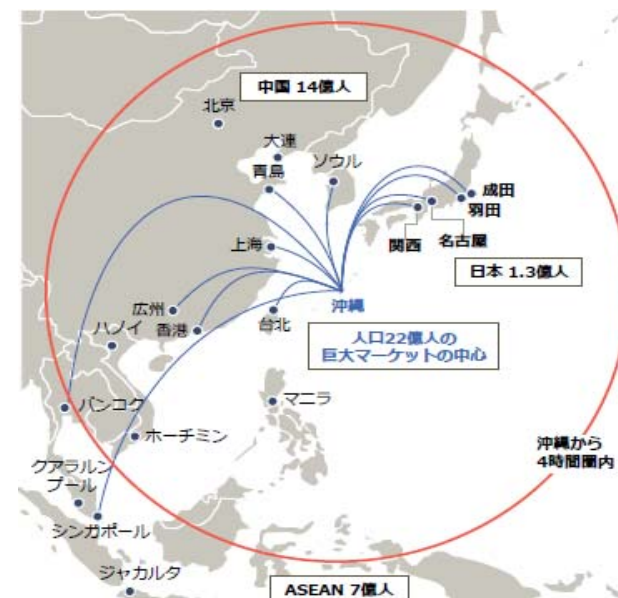 中国 14億人
北京
大連
青島
ソウル
成田
羽田
関西
名古屋
上海
日本 1.3億人
沖縄
広州
香港
台北
ハノイ
人口22億人の
巨大マーケットの中心
バンコク
マニラ
ホーチミン
沖縄から
4時間圏内
クアラルン
プール
シンガポール
ジャカルタ
ASEAN 7億人